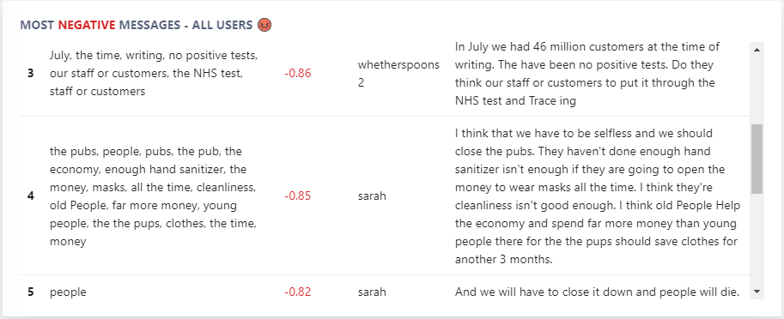 MOST NEGATIVE MESSAGES - ALL USERS 😡
3
July, the time, writing, no positive tests,
our staff or customers, the NHS test,
staff or customers
-0.86
whetherspoons
2
In July we had 46 million customers at the time of
writing. The have been no positive tests. Do they
think our staff or customers to put it through the
NHS test and Trace ing
4
the pubs, people, pubs, the pub, the
economy, enough hand sanitizer, the
money, masks, all the time, cleanliness,
old People, far more money, young
people, the the pups, clothes, the time,
money
-0.85
sarah
I think that we have to be selfless and we should
close the pubs. They haven't done enough hand
sanitizer isn't enough if they are going to open the
money to wear masks all the time. I think they're
cleanliness isn't good enough. I think old People Help
the economy and spend far more money than young
people there for the the pups should save clothes for
another 3 months.
5
people
-0.82
sarah
And we will have to close it down and people will die.